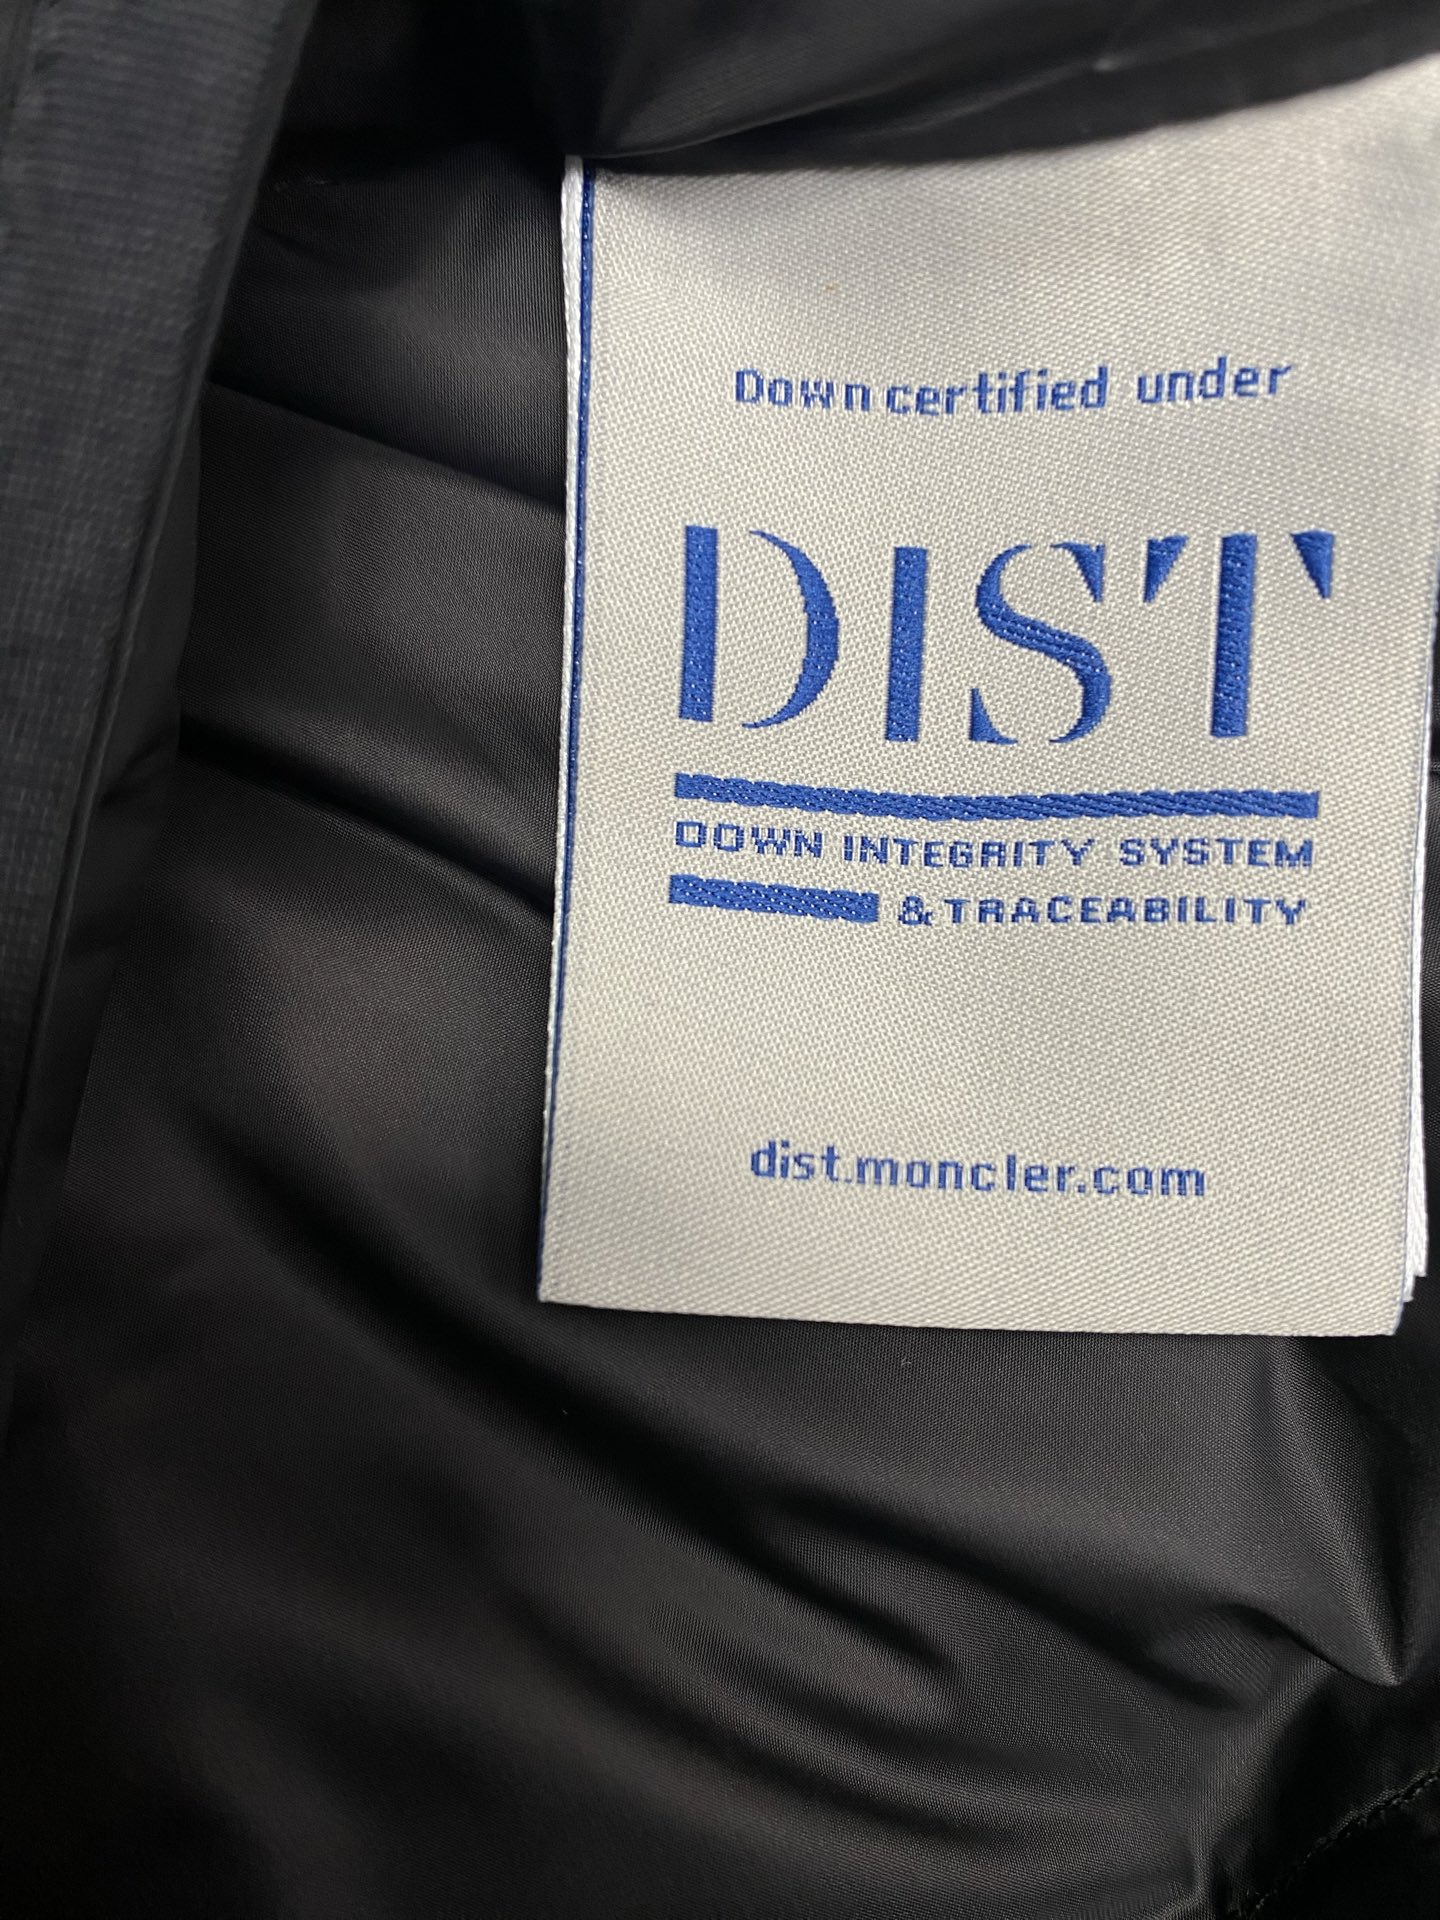 Down certified under
DIST
DOWN INTEGRITY SYSTEM
& TRACEABILITY
dist.moncler.com